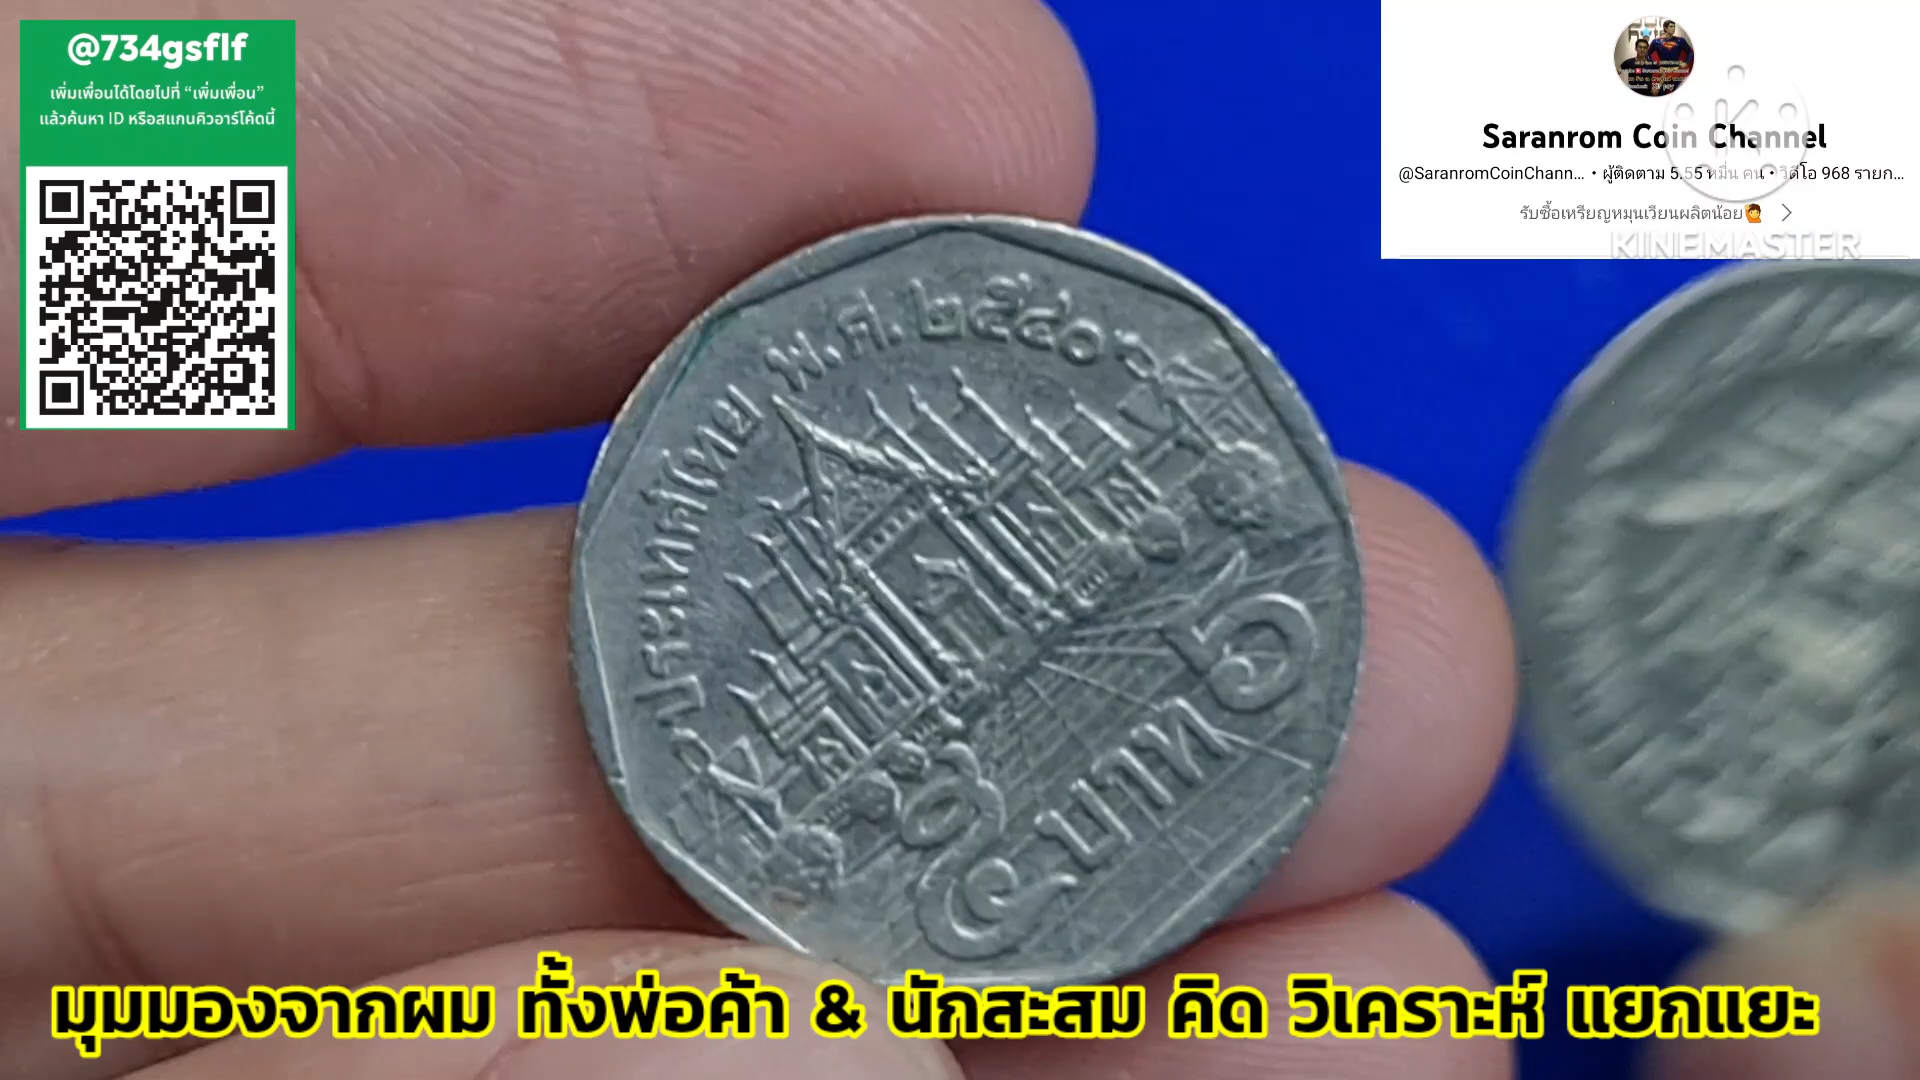 @734gsflf
เพิ่มเพื่อนได้โดยไปที่ “เพิ่มเพื่อน”
แล้วค้นหา ID หรือสแกนคิวอาร์โค้ดนี้
Saranrom Coin Channel
@SaranromCoinChann... • ผู้ติดตาม 5.55 หมื่น คน • วิดีโอ 968 รายก...
รับซื้อเหรียญหมุนเวียนผลิตน้อย🙋 >
KINEMASTER
ประเทศไทย พ.ศ. ๒๕๔๐
๕ บาท 5
มุมมองจากผม ทั้งพ่อค้า & นักสะสม คิด วิเคราะห์ แยกแยะ